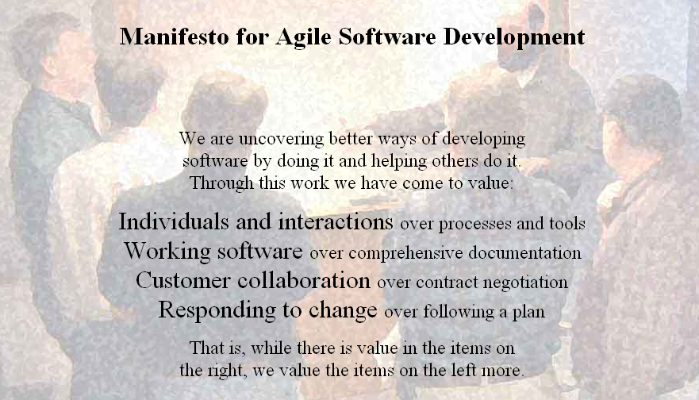 Manifesto for Agile Software Development
We are uncovering better ways of developing
software by doing it and helping others do it.
Through this work we have come to value:
Individuals and interactions over processes and tools
Working software over comprehensive documentation
Customer collaboration over contract negotiation
Responding to change over following a plan
That is, while there is value in the items on
the right, we value the items on the left more.